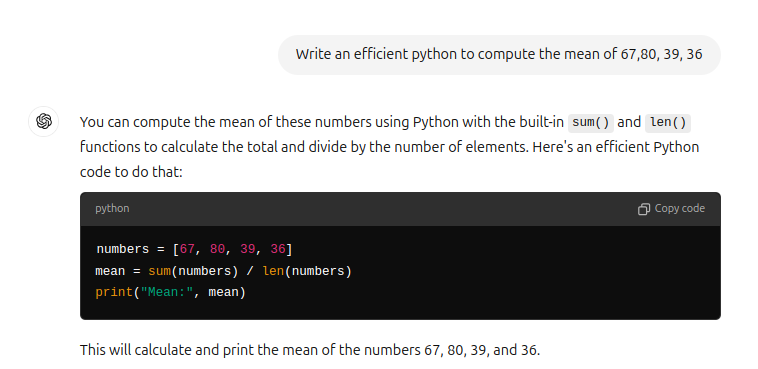 Write an efficient python to compute the mean of 67,80, 39, 36
You can compute the mean of these numbers using Python with the built-in sum() and len()
functions to calculate the total and divide by the number of elements. Here's an efficient Python
code to do that:
python
Copy code
numbers = [67, 80, 39, 36]
mean = sum(numbers) / len(numbers)
print("Mean:", mean)
This will calculate and print the mean of the numbers 67, 80, 39, and 36.